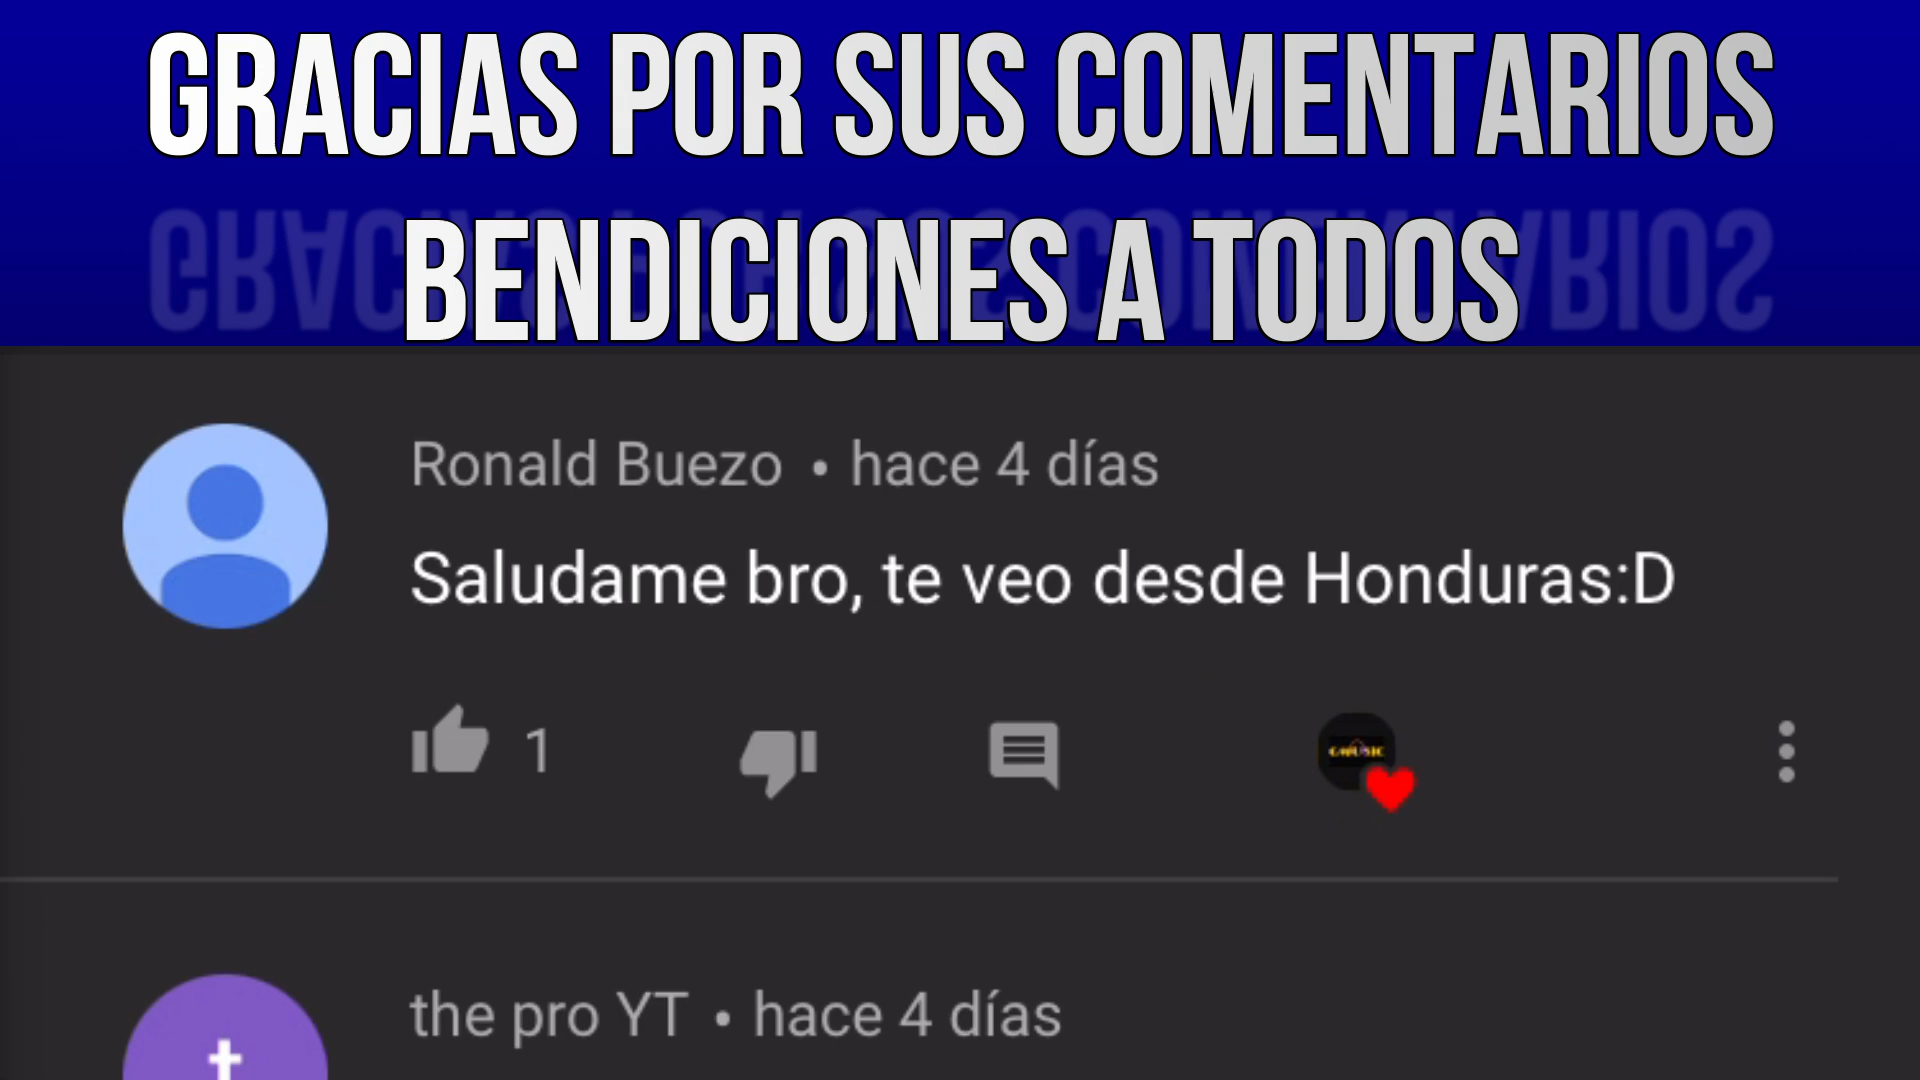 GRACIAS POR SUS COMENTARIOS
BENDICIONES A TODOS
Ronald Buezo • hace 4 días
Saludame bro, te veo desde Honduras:D
1
the pro YT • hace 4 días
t